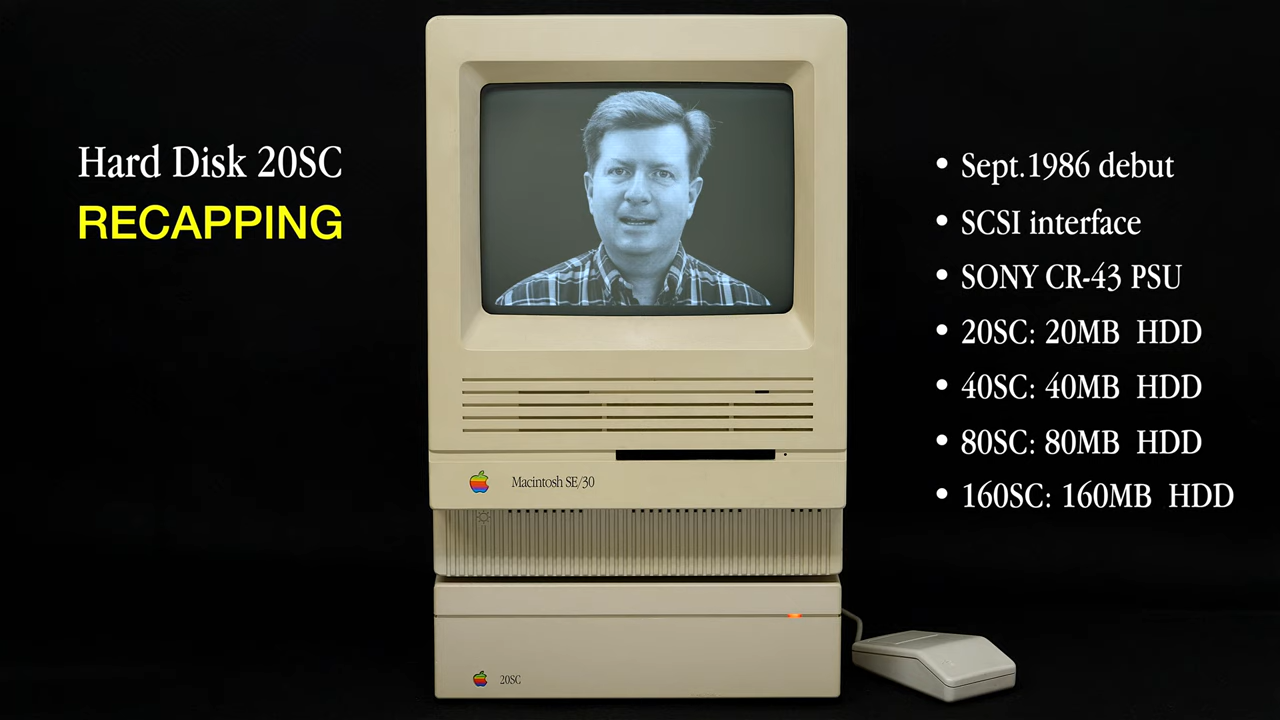 Hard Disk 20SC
RECAPPING
• Sept.1986 debut
• SCSI interface
• SONY CR-43 PSU
• 20SC: 20MB HDD
• 40SC: 40MB HDD
• 80SC: 80MB HDD
• 160SC: 160MB HDD
Macintosh SE/30
20SC